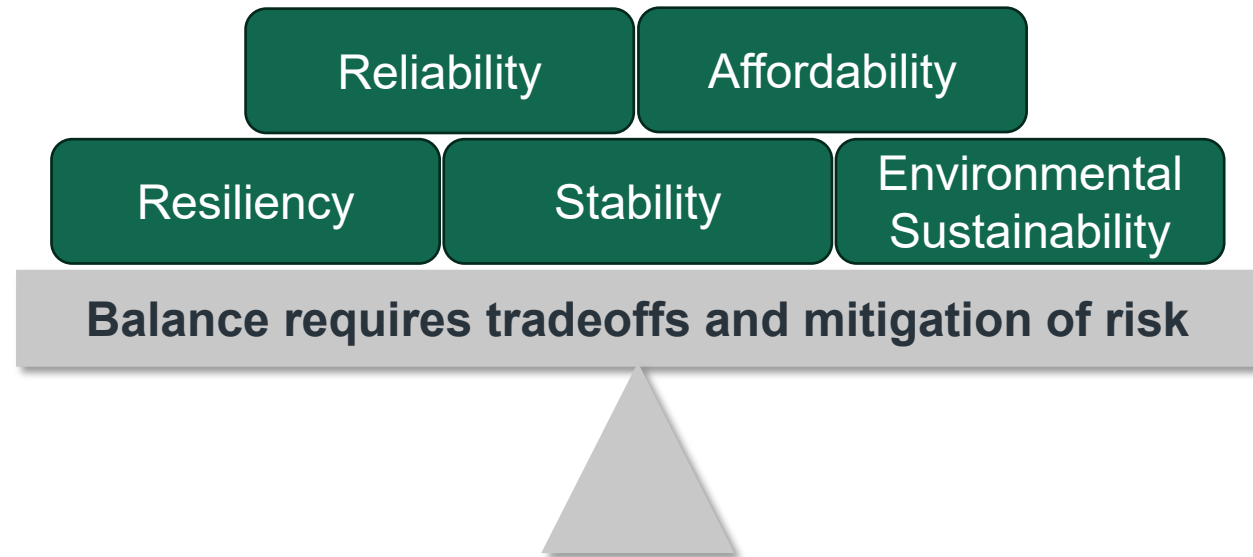 Reliability
Affordability
Resiliency
Stability
Environmental
Sustainability
Balance requires tradeoffs and mitigation of risk